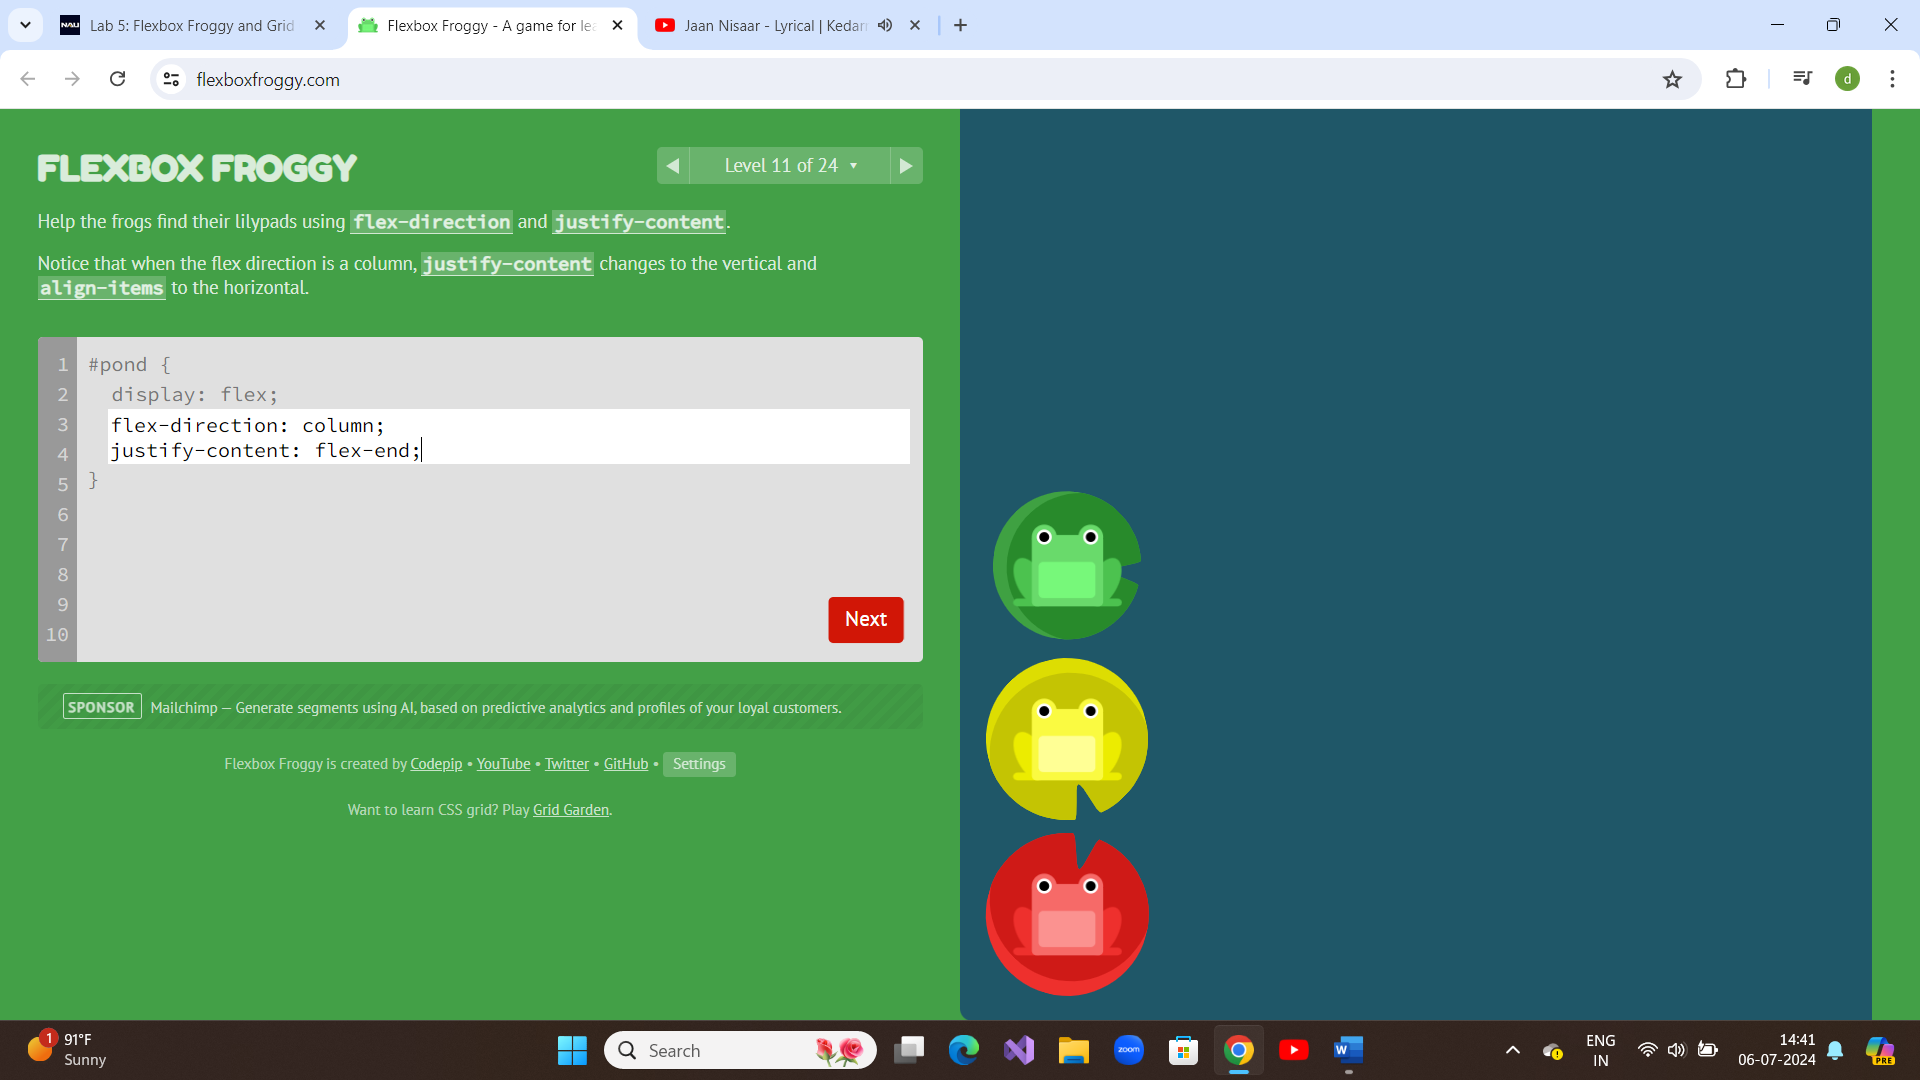 Lab 5: Flexbox Froggy and Grid
Flexbox Froggy - A game for lea
Jaan Nisaar - Lyrical | Kedarn
flexboxfroggy.com
d
FLEXBOX FROGGY
Level 11 of 24
Help the frogs find their lilypads using flex-direction and justify-content.
Notice that when the flex direction is a column, justify-content changes to the vertical and
align-items to the horizontal.
1 #pond {
2 display: flex;
3 flex-direction: column;
4 justify-content: flex-end;
5 }
6
7
8
9
10
Next
SPONSOR Mailchimp — Generate segments using AI, based on predictive analytics and profiles of your loyal customers.
Flexbox Froggy is created by Codepip • YouTube • Twitter • GitHub • Settings
Want to learn CSS grid? Play Grid Garden.
1
91°F
Sunny
Search
zoom
W
ENG
IN
14:41
06-07-2024
PRE
NAU